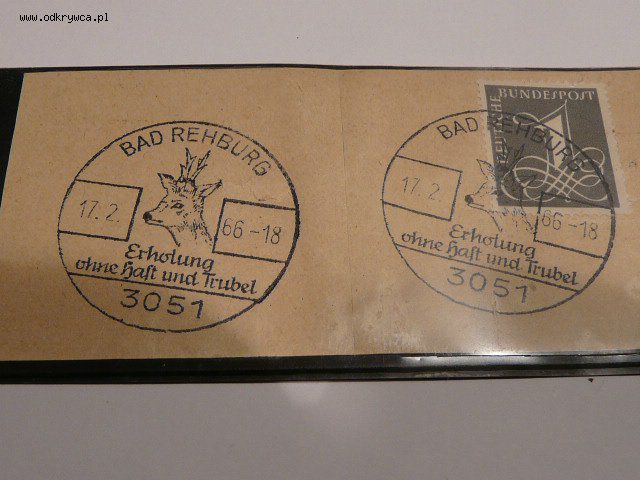 www.odkrywca.pl
BAD REHBURG
17.2. 66-18
Erholung
ohne Hast und Trubel
3051
DEUTSCHE
BUNDESPOST
1
BAD REHBURG
17.2. 66-18
Erholung
ohne Hast und Trubel
3051